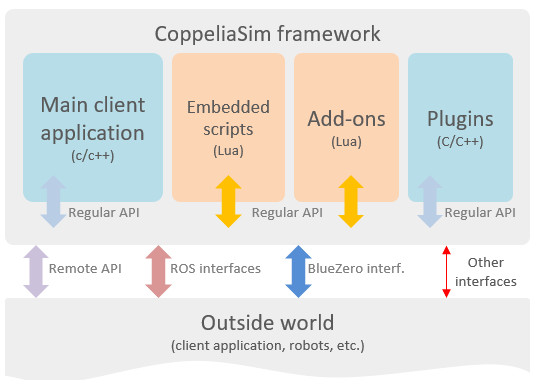 CoppeliaSim framework
Main client
application
(c/c++)
Embedded
scripts
(Lua)
Add-ons
(Lua)
Plugins
(C/C++)
Regular API
Regular API
Regular API
Remote API
ROS interfaces
BlueZero interf.
Other
interfaces
Outside world
(client application, robots, etc.)